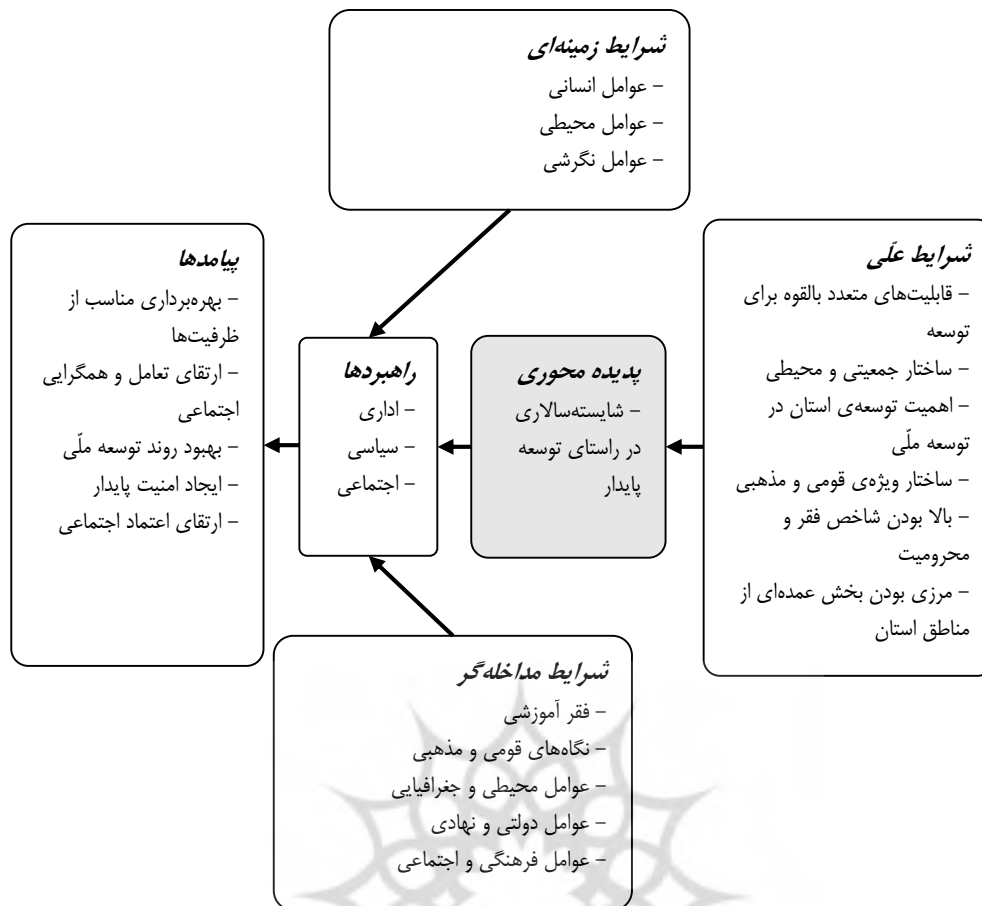 شرایط زمینه‌ای
- عوامل انسانی
- عوامل محیطی
- عوامل نگرشی
شرایط علّی
- قابلیت‌های متعدد بالقوه برای
توسعه
- ساختار جمعیتی و محیطی
- اهمیت توسعه‌ی استان در
توسعه ملّی
- ساختار ویژه‌ی قومی و مذهبی
- بالا بودن شاخص فقر و
محرومیت
- مرزی بودن بخش عمده‌ای از
مناطق استان
پدیده محوری
- شایسته‌سالاری
در راستای توسعه
پایدار
راهبردها
- اداری
- سیاسی
- اجتماعی
پیامدها
- بهره‌برداری مناسب از
ظرفیت‌ها
- ارتقای تعامل و همگرایی
اجتماعی
- بهبود روند توسعه ملّی
- ایجاد امنیت پایدار
- ارتقای اعتماد اجتماعی
شرایط مداخله‌گر
- فقر آموزشی
- نگاه‌های قومی و مذهبی
- عوامل محیطی و جغرافیایی
- عوامل دولتی و نهادی
- عوامل فرهنگی و اجتماعی